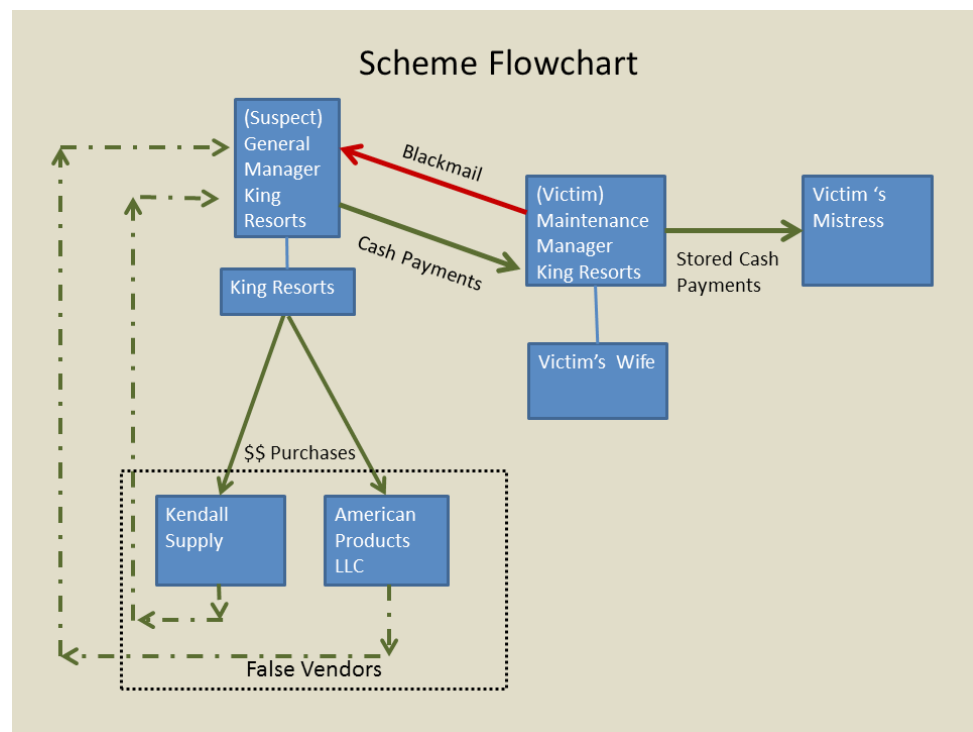 Scheme Flowchart
(Suspect)
General
Manager
King
Resorts
Blackmail
Cash Payments
(Victim)
Maintenance
Manager
King Resorts
Stored Cash
Payments
Victim ‘s
Mistress
King Resorts
Victim’s Wife
$$ Purchases
Kendall
Supply
American
Products
LLC
False Vendors